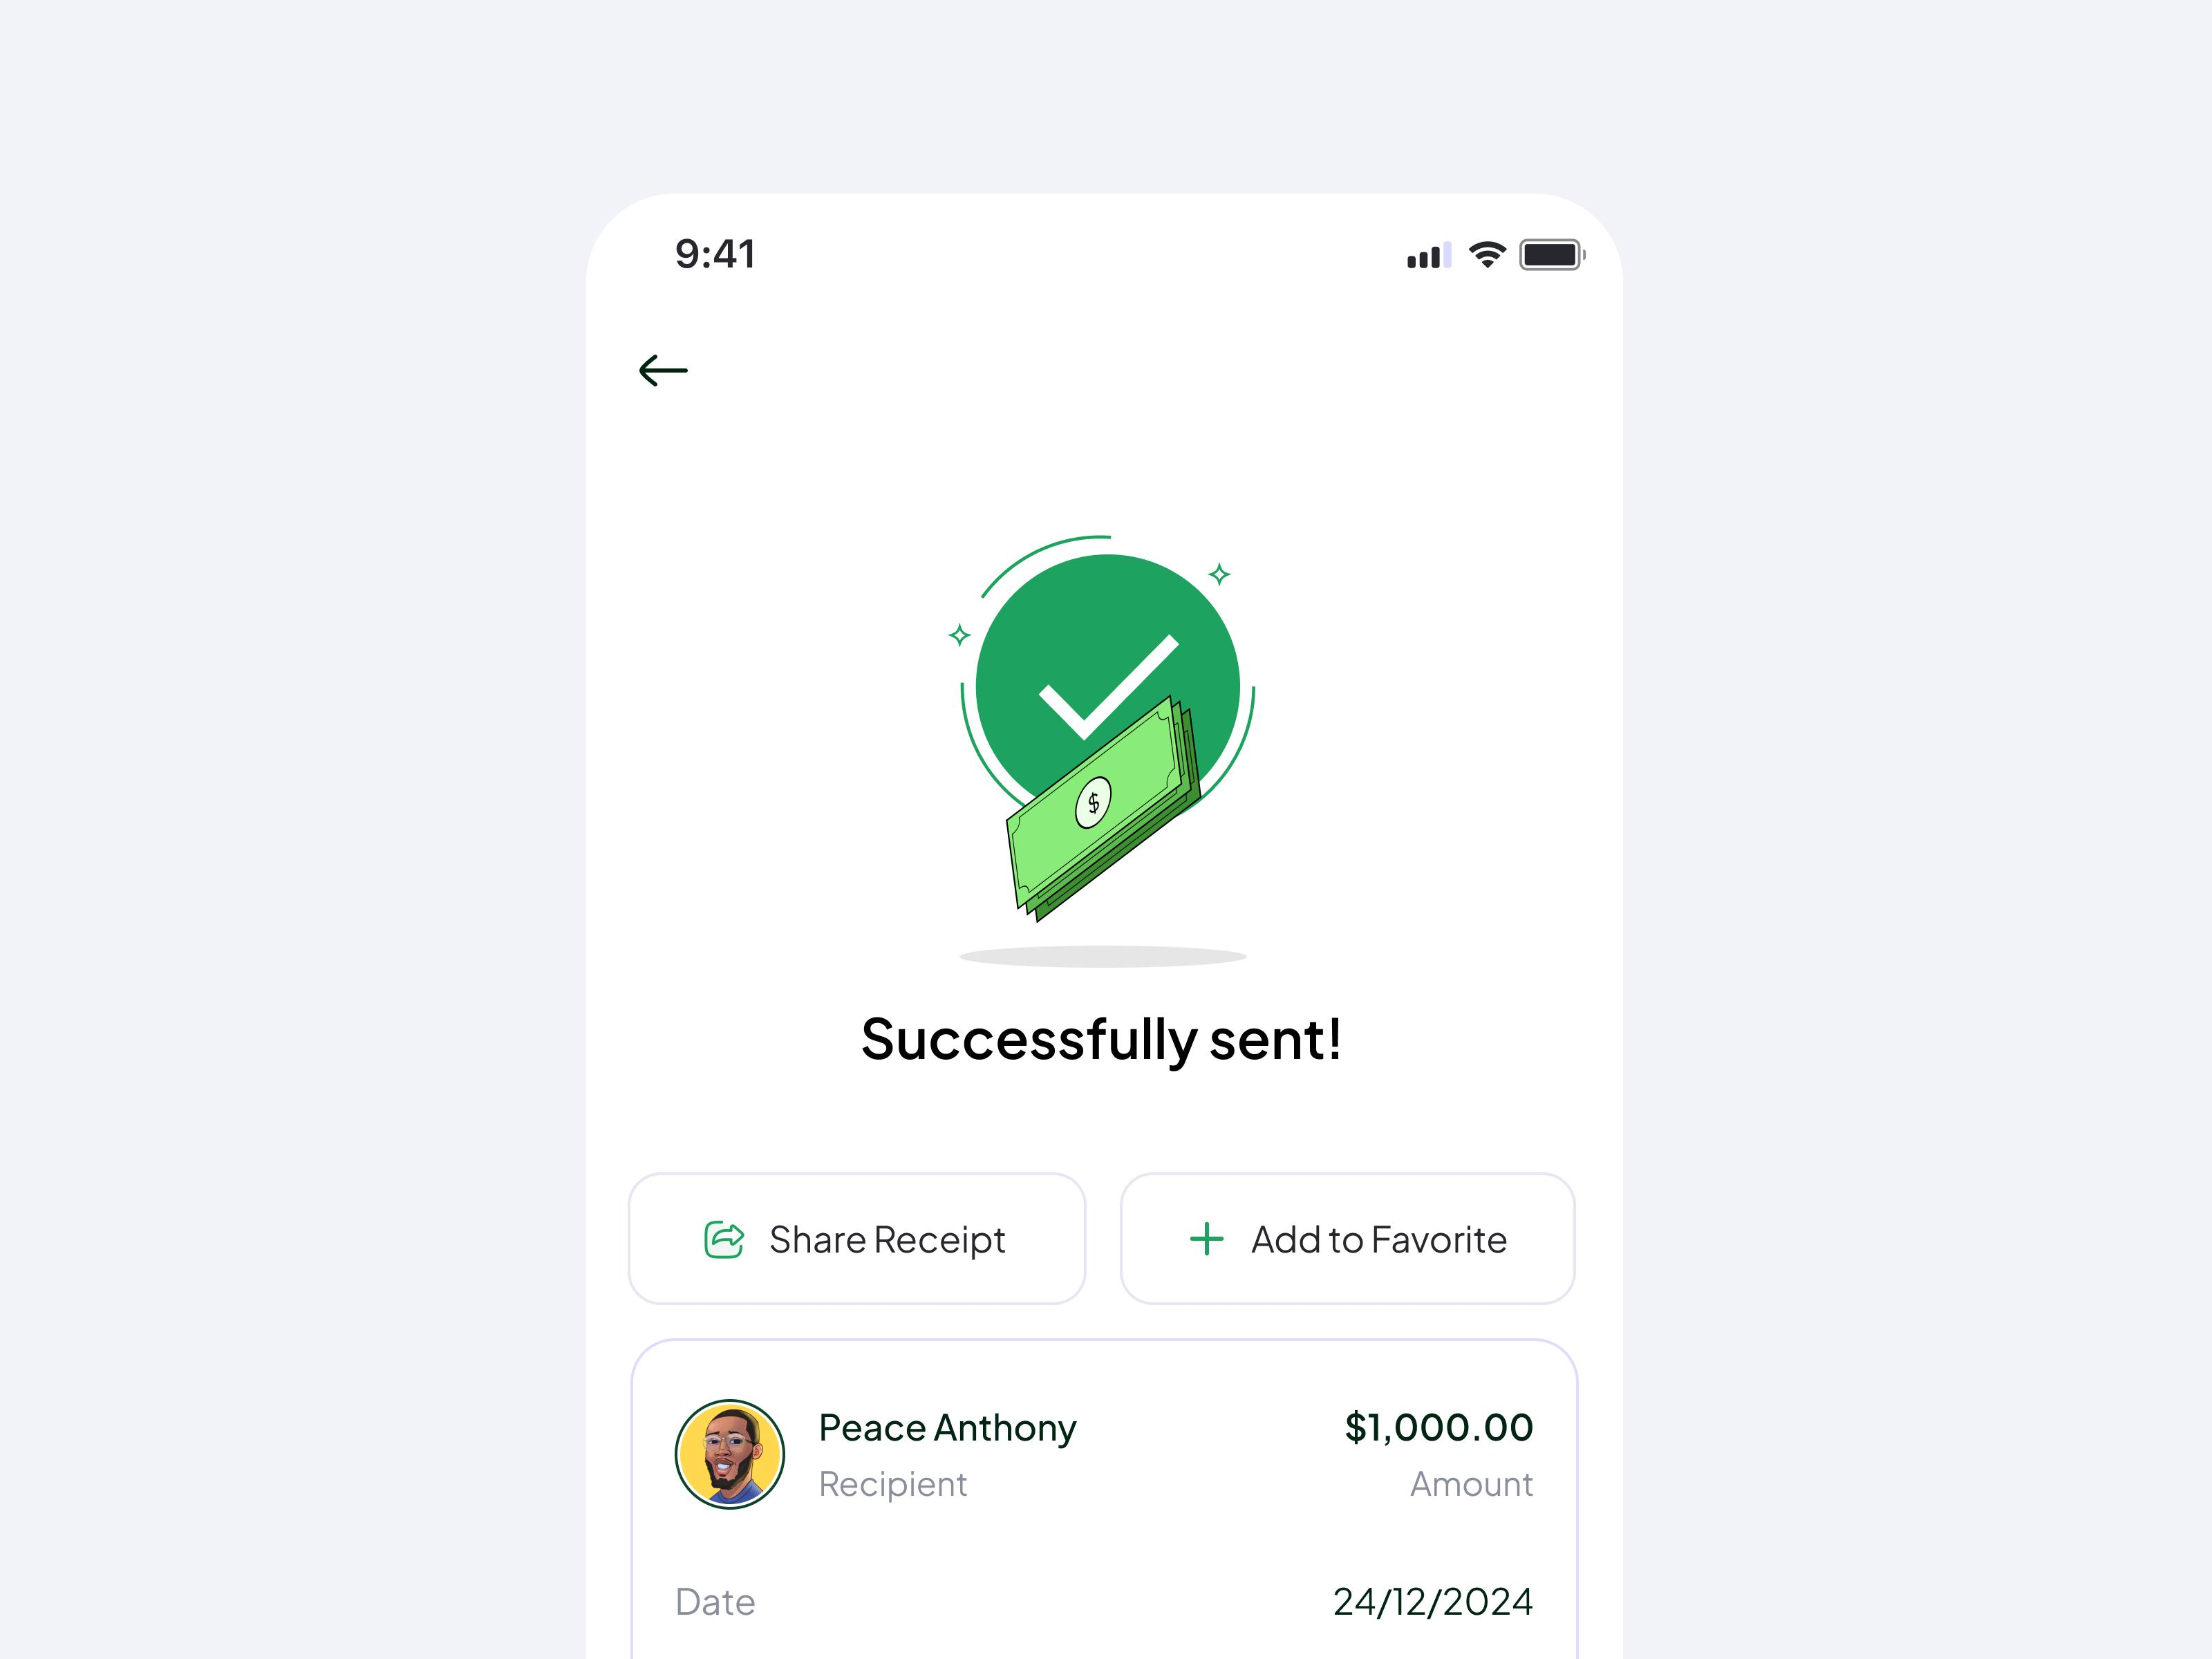 9:41
$
Successfully sent!
Share Receipt
Add to Favorite
Peace Anthony
$1,000.00
Recipient
Amount
Date
24/12/2024